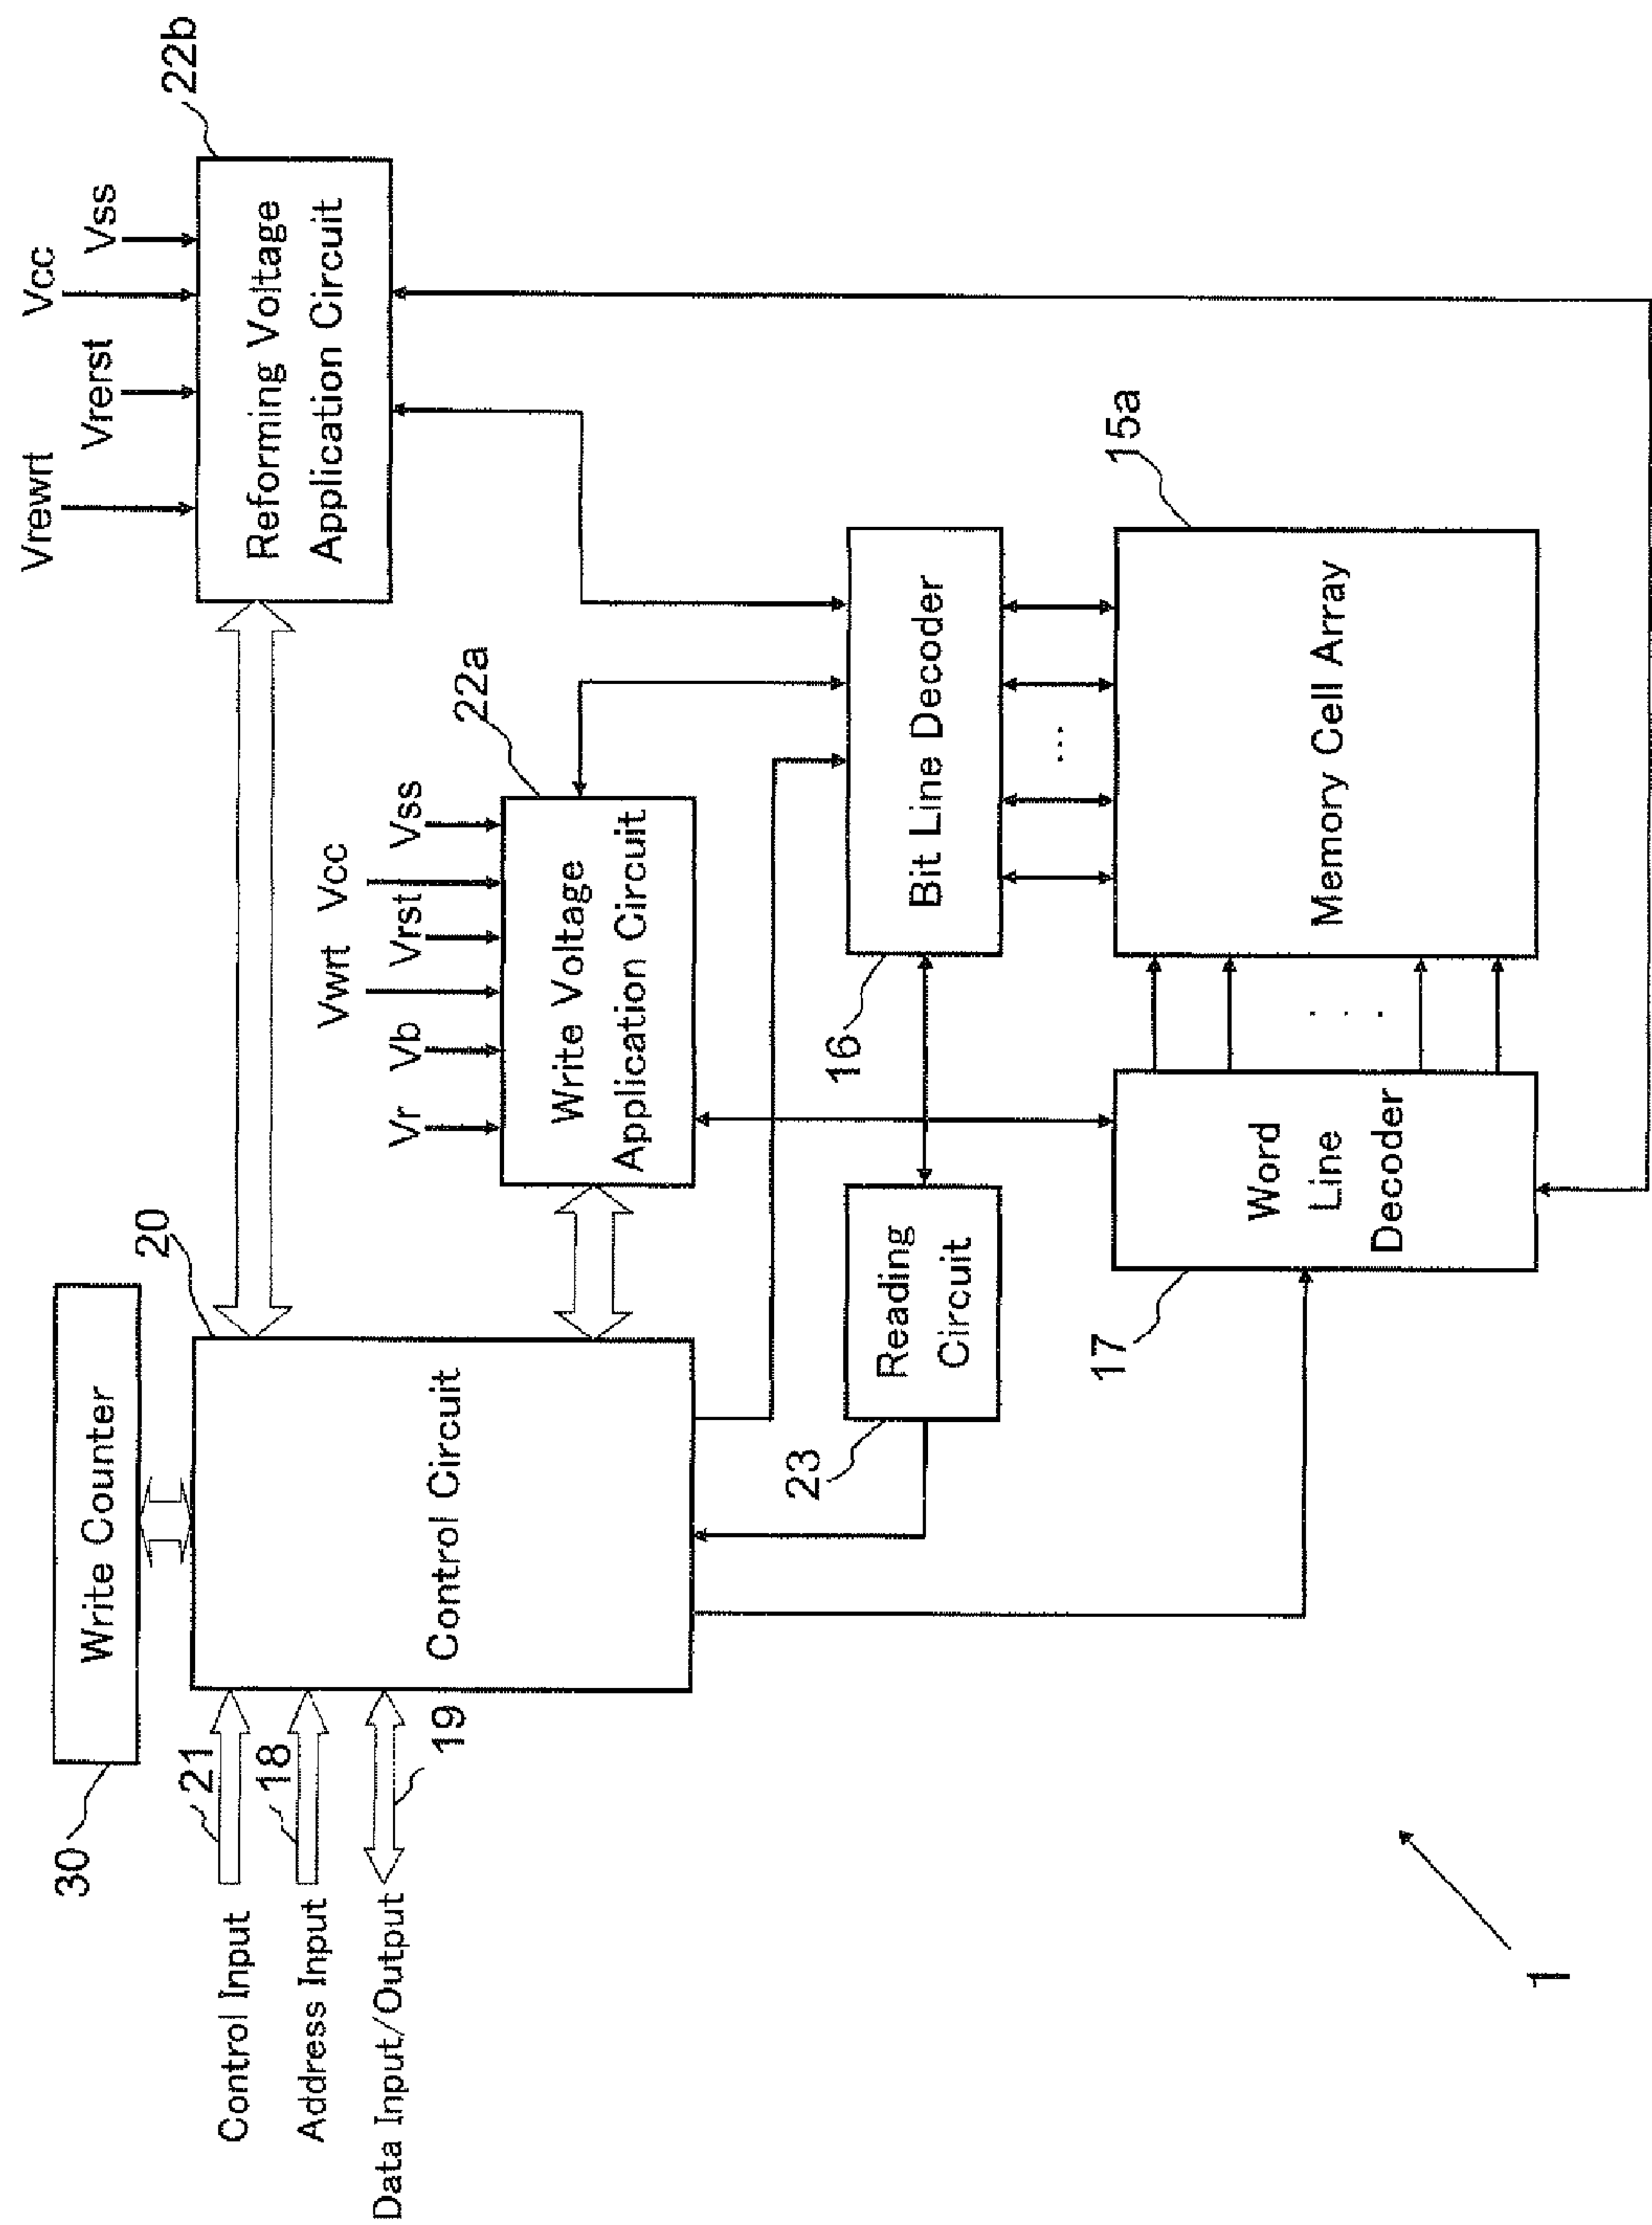 30
Write Counter
20
Control Input
21
Address Input
18
Data Input/Output
19
Control Circuit
Vrewrt
Vrerst
Vcc
Vss
22b
Reforming Voltage
Application Circuit
Vr
Vb
Vwrt
Vrst
Vcc
Vss
22a
Write Voltage
Application Circuit
23
Reading
Circuit
16
Bit Line Decoder
...
17
Word
Line
Decoder
. . .
15a
Memory Cell Array
1